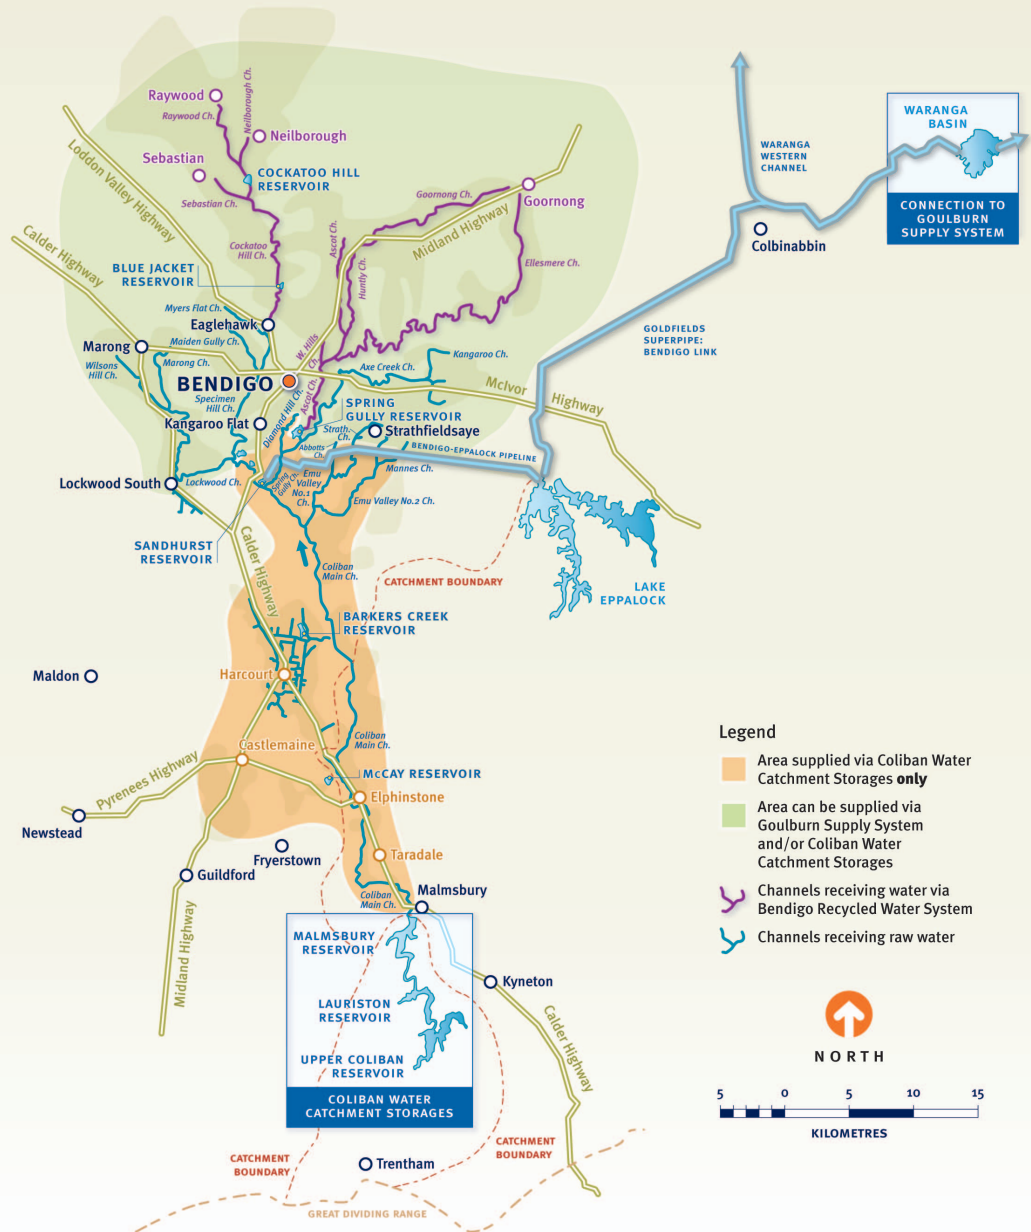 Raywood
Raywood Ch.
Neilborough Ch.
Neilborough
Sebastian
COCKATOO HILL
RESERVOIR
Sebastian Ch.
Loddon Valley Highway
Calder Highway
Cockatoo
Hill Ch.
BLUE JACKET
RESERVOIR
Ascot Ch.
Huntly Ch.
Goornong Ch.
Goornong
Midland Highway
Ellesmere Ch.
WARANGA
WESTERN
CHANNEL
WARANGA
BASIN
CONNECTION TO
GOULBURN
SUPPLY SYSTEM
Colbinabbin
GOLDFIELDS
SUPERPIPE:
BENDIGO LINK
Myers Flat Ch.
Eaglehawk
Maiden Gully Ch.
Marong
Marong Ch.
Wilsons
Hill Ch.
W. Hills
Ch.
Kangaroo Ch.
Axe Creek Ch.
BENDIGO
McIvor Highway
Specimen
Hill Ch.
Diamond Hill Ch.
Ascot Ch.
SPRING
GULLY RESERVOIR
Kangaroo Flat
Strath.
Ch.
Strathfieldsaye
Abbotts
Ch.
BENDIGO-EPPALOCK PIPELINE
Mannes Ch.
Lockwood South
Lockwood Ch.
Spring
Gully Ch.
Emu
Valley
No.1
Ch.
Emu Valley No.2 Ch.
SANDHURST
RESERVOIR
Calder Highway
Coliban
Main Ch.
CATCHMENT BOUNDARY
LAKE
EPPALOCK
BARKERS CREEK
RESERVOIR
Maldon
Harcourt
Coliban
Main Ch.
Castlemaine
Pyrenees Highway
McCAY RESERVOIR
Elphinstone
Newstead
Fryerstown
Taradale
Guildford
Coliban
Main Ch.
Malmsbury
Midland Highway
MALMSBURY
RESERVOIR
Kyneton
LAURISTON
RESERVOIR
Calder Highway
UPPER COLIBAN
RESERVOIR
COLIBAN WATER
CATCHMENT STORAGES
CATCHMENT
BOUNDARY
CATCHMENT
BOUNDARY
Trentham
GREAT DIVIDING RANGE
Legend
Area supplied via Coliban Water
Catchment Storages only
Area can be supplied via
Goulburn Supply System
and/or Coliban Water
Catchment Storages
Channels receiving water via
Bendigo Recycled Water System
Channels receiving raw water
NORTH
5 0 5 10 15
KILOMETRES